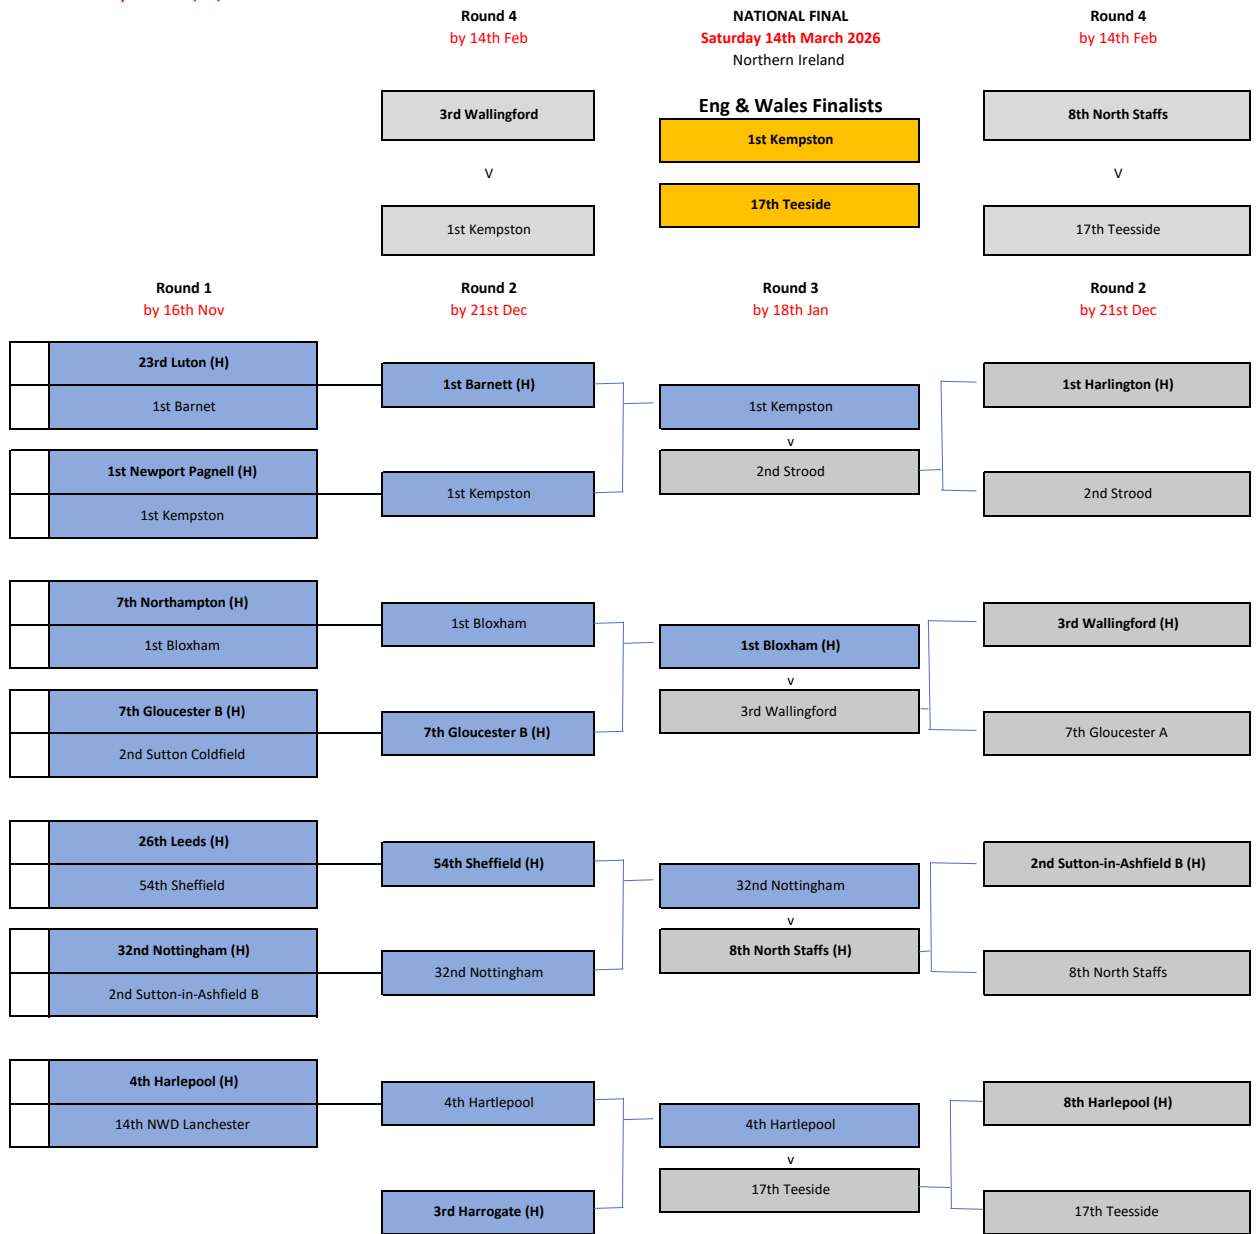 Round 4
by 14th Feb
NATIONAL FINAL
Saturday 14th March 2026
Northern Ireland
Round 4
by 14th Feb
3rd Wallingford
V
1st Kempston
Eng & Wales Finalists
1st Kempston
17th Teeside
8th North Staffs
V
17th Teesside
Round 1
by 16th Nov
Round 2
by 21st Dec
Round 3
by 18th Jan
Round 2
by 21st Dec
23rd Luton (H)
1st Barnet
1st Newport Pagnell (H)
1st Kempston
1st Barnett (H)
1st Kempston
1st Kempston
v
2nd Strood
1st Harlington (H)
2nd Strood
7th Northampton (H)
1st Bloxham
7th Gloucester B (H)
2nd Sutton Coldfield
1st Bloxham
7th Gloucester B (H)
1st Bloxham (H)
v
3rd Wallingford
3rd Wallingford (H)
7th Gloucester A
26th Leeds (H)
54th Sheffield
32nd Nottingham (H)
2nd Sutton-in-Ashfield B
54th Sheffield (H)
32nd Nottingham
32nd Nottingham
v
8th North Staffs (H)
2nd Sutton-in-Ashfield B (H)
8th North Staffs
4th Harlepool (H)
14th NWD Lanchester
4th Hartlepool
3rd Harrogate (H)
4th Hartlepool
v
17th Teeside
8th Harlepool (H)
17th Teesside